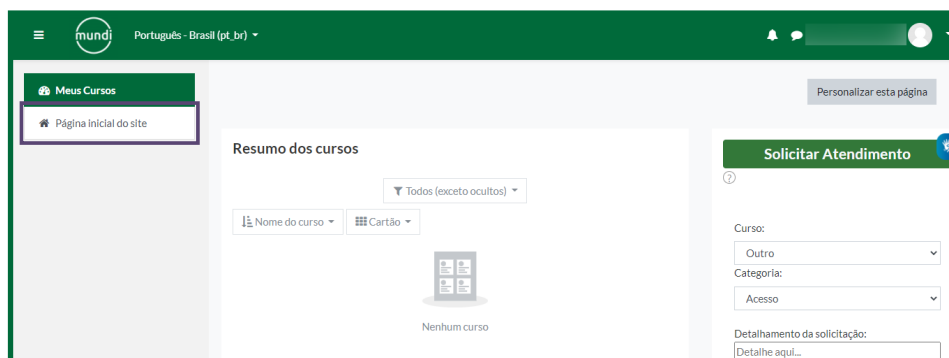 mundi
Português - Brasil (pt_br)
Meus Cursos
Página inicial do site
Personalizar esta página
Resumo dos cursos
Todos (exceto ocultos)
Nome do curso
Cartão
Nenhum curso
Solicitar Atendimento
?
Curso:
Outro
Categoria:
Acesso
Detalhamento da solicitação:
Detalhe aqui...